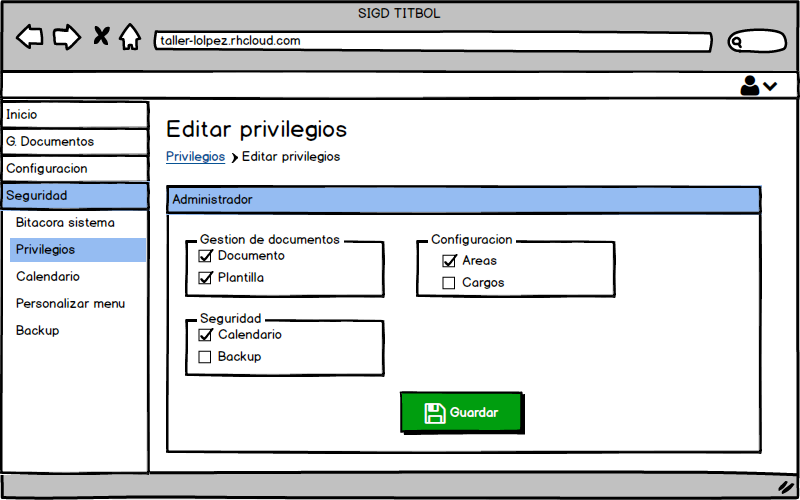 SIGD TITBOL
taller-lolpez.rhcloud.com
Inicio
G. Documentos
Configuracion
Seguridad
Bitacora sistema
Privilegios
Calendario
Personalizar menu
Backup
Editar privilegios
Privilegios Editar privilegios
Administrador
Gestion de documentos
Documento
Plantilla
Configuracion
Areas
Cargos
Seguridad
Calendario
Backup
Guardar